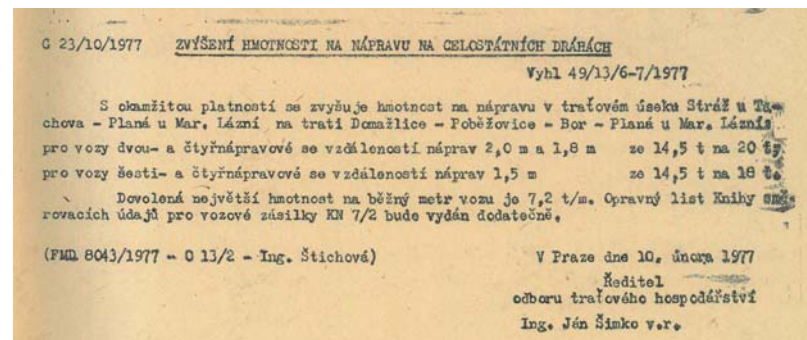 C 23/10/1977 ZVÝŠENÍ HMOTNOSTI NA NÁPRAVU NA CELOSTÁTNÍCH DRÁHÁCH
Vyhl 49/13/6-7/1977
S okamžitou platností se zvyšuje hmotnost na nápravu v traťovém úseku Stráž u Ta-
chova - Planá u Mar. Lázní na trati Domažlice - Poběžovice - Bor - Planá u Mar. Lázní:
pro vozy dvou- a čtyřnápravové se vzdáleností náprav 2,0 m a 1,8 m ze 14,5 t na 20 t,
pro vozy šesti- a čtyřnápravové se vzdáleností náprav 1,5 m ze 14,5 t na 18 t.
Dovolená největší hmotnost na běžný metr vozu je 7,2 t/m. Opravný list Knihy smě-
rovacích údajů pro vozové zásilky KN 7/2 bude vydán dodatečně.
(FMD 8043/1977 - O 13/2 - Ing. Štichová) V Praze dne 10. února 1977
Ředitel
odboru traťového hospodářství
Ing. Ján Šimko v.r.